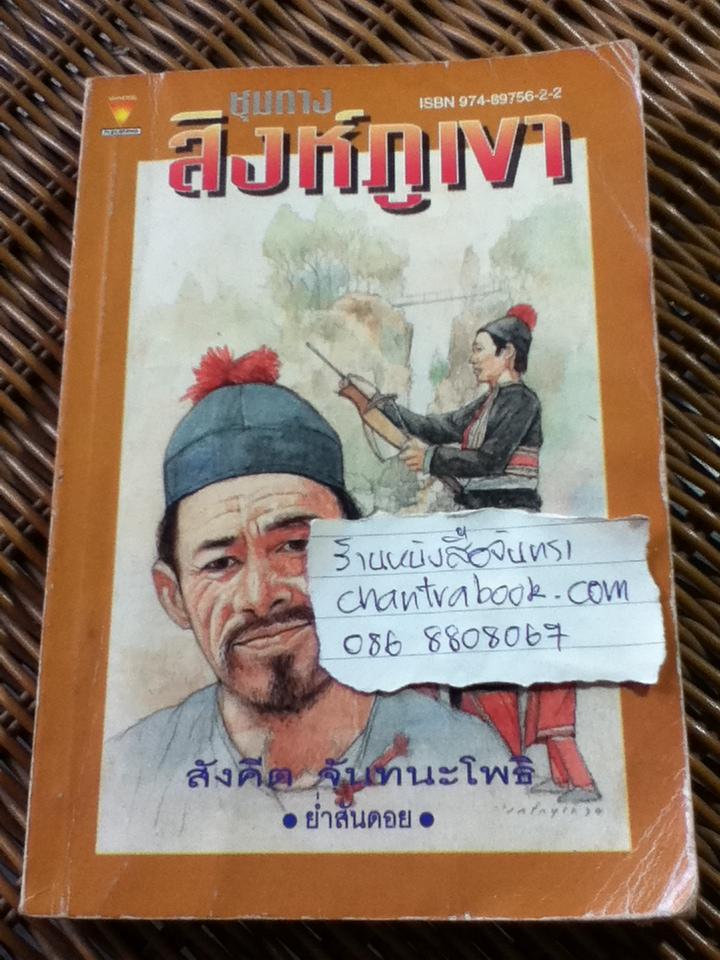 ชุมทาง
ISBN 974-89756-2-2
สิงห์ภูเขา
ร้านหนังสือจันทรา
chantrabook.com
086 8808067
สังคีต จันทนะโพธิ
• ย่ำสันดอย •